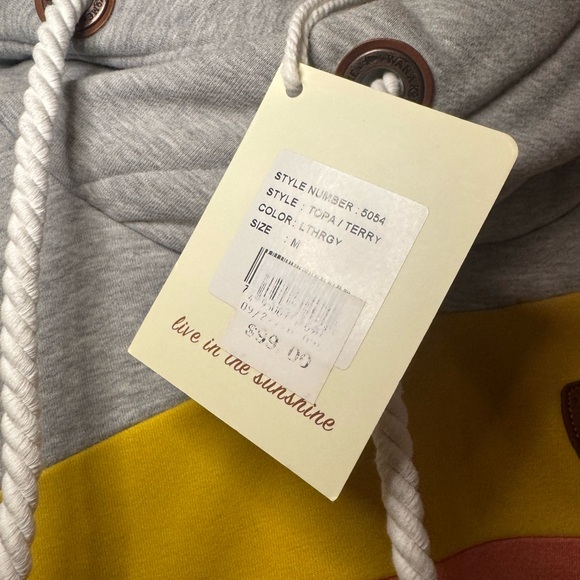 STYLE NUMBER : 5054
STYLE : TOPA / TERRY
COLOR : LTHRGY
SIZE : M
$99.00
live in the sunshine